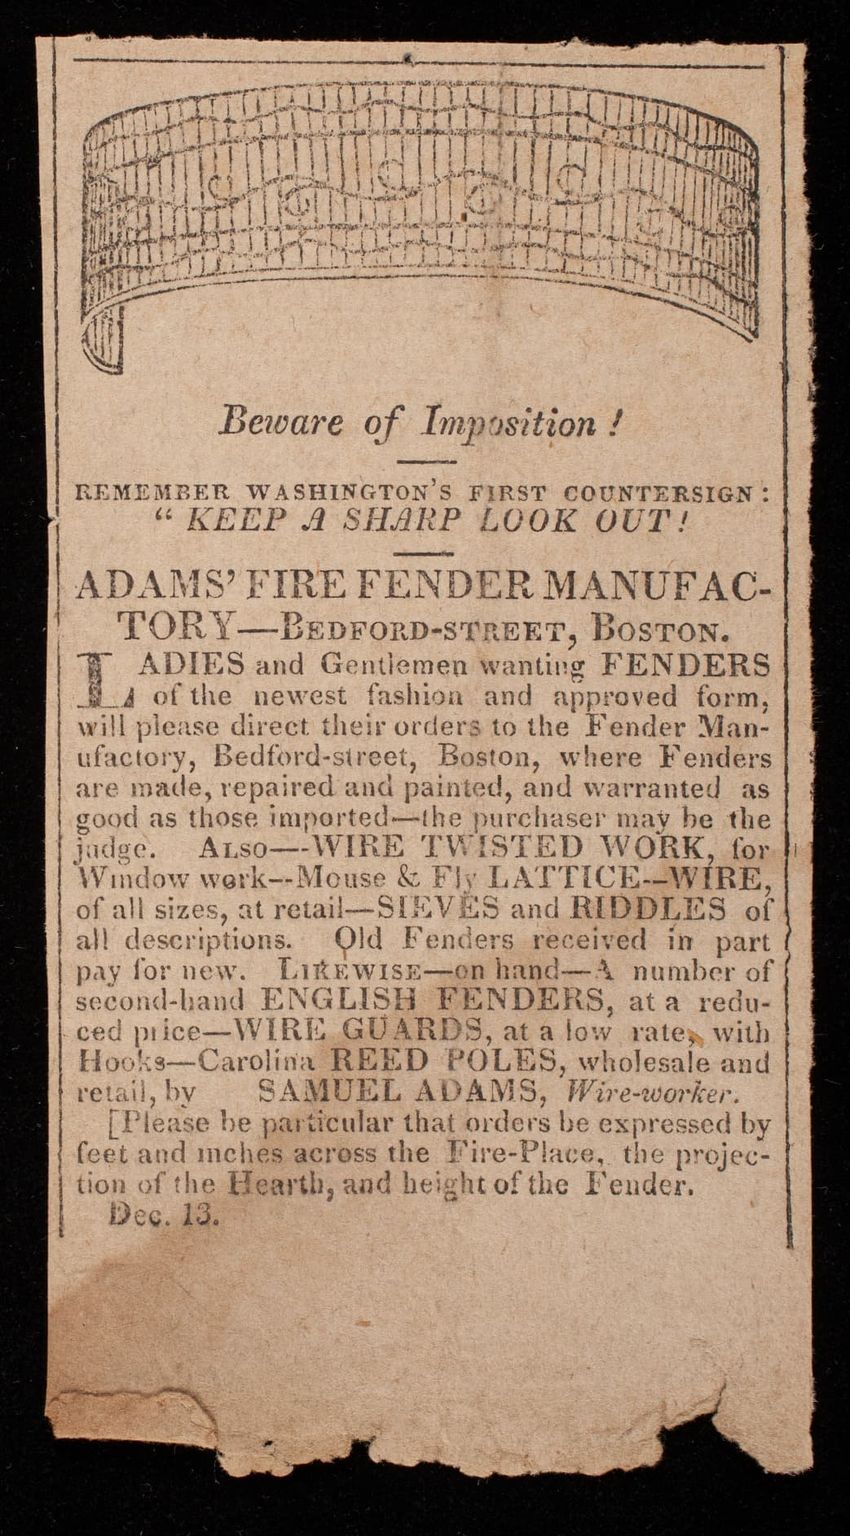 Beware of Imposition !
REMEMBER WASHINGTON'S FIRST COUNTERSIGN:
“ KEEP A SHARP LOOK OUT!
ADAMS' FIRE FENDER MANUFAC-
TORY—BEDFORD-STREET, BOSTON.
LADIES and Gentlemen wanting FENDERS
of the newest fashion and approved form,
will please direct their orders to the Fender Man-
ufactory, Bedford-street, Boston, where Fenders
are made, repaired and painted, and warranted as
good as those imported—the purchaser may be the
judge. ALSO—-WIRE TWISTED WORK, for
Window work--Mouse & Fly LATTICE--WIRE,
of all sizes, at retail—SIEVES and RIDDLES of
all descriptions. Old Fenders received in part
pay for new. LIKEWISE—on hand—A number of
second-hand ENGLISH FENDERS, at a redu-
ced price—WIRE GUARDS, at a low rate, with
Hooks—Carolina REED POLES, wholesale and
retail, by SAMUEL ADAMS, Wire-worker.
[Please be particular that orders be expressed by
feet and inches across the Fire-Place, the projec-
tion of the Hearth, and height of the Fender.
Dec. 13.